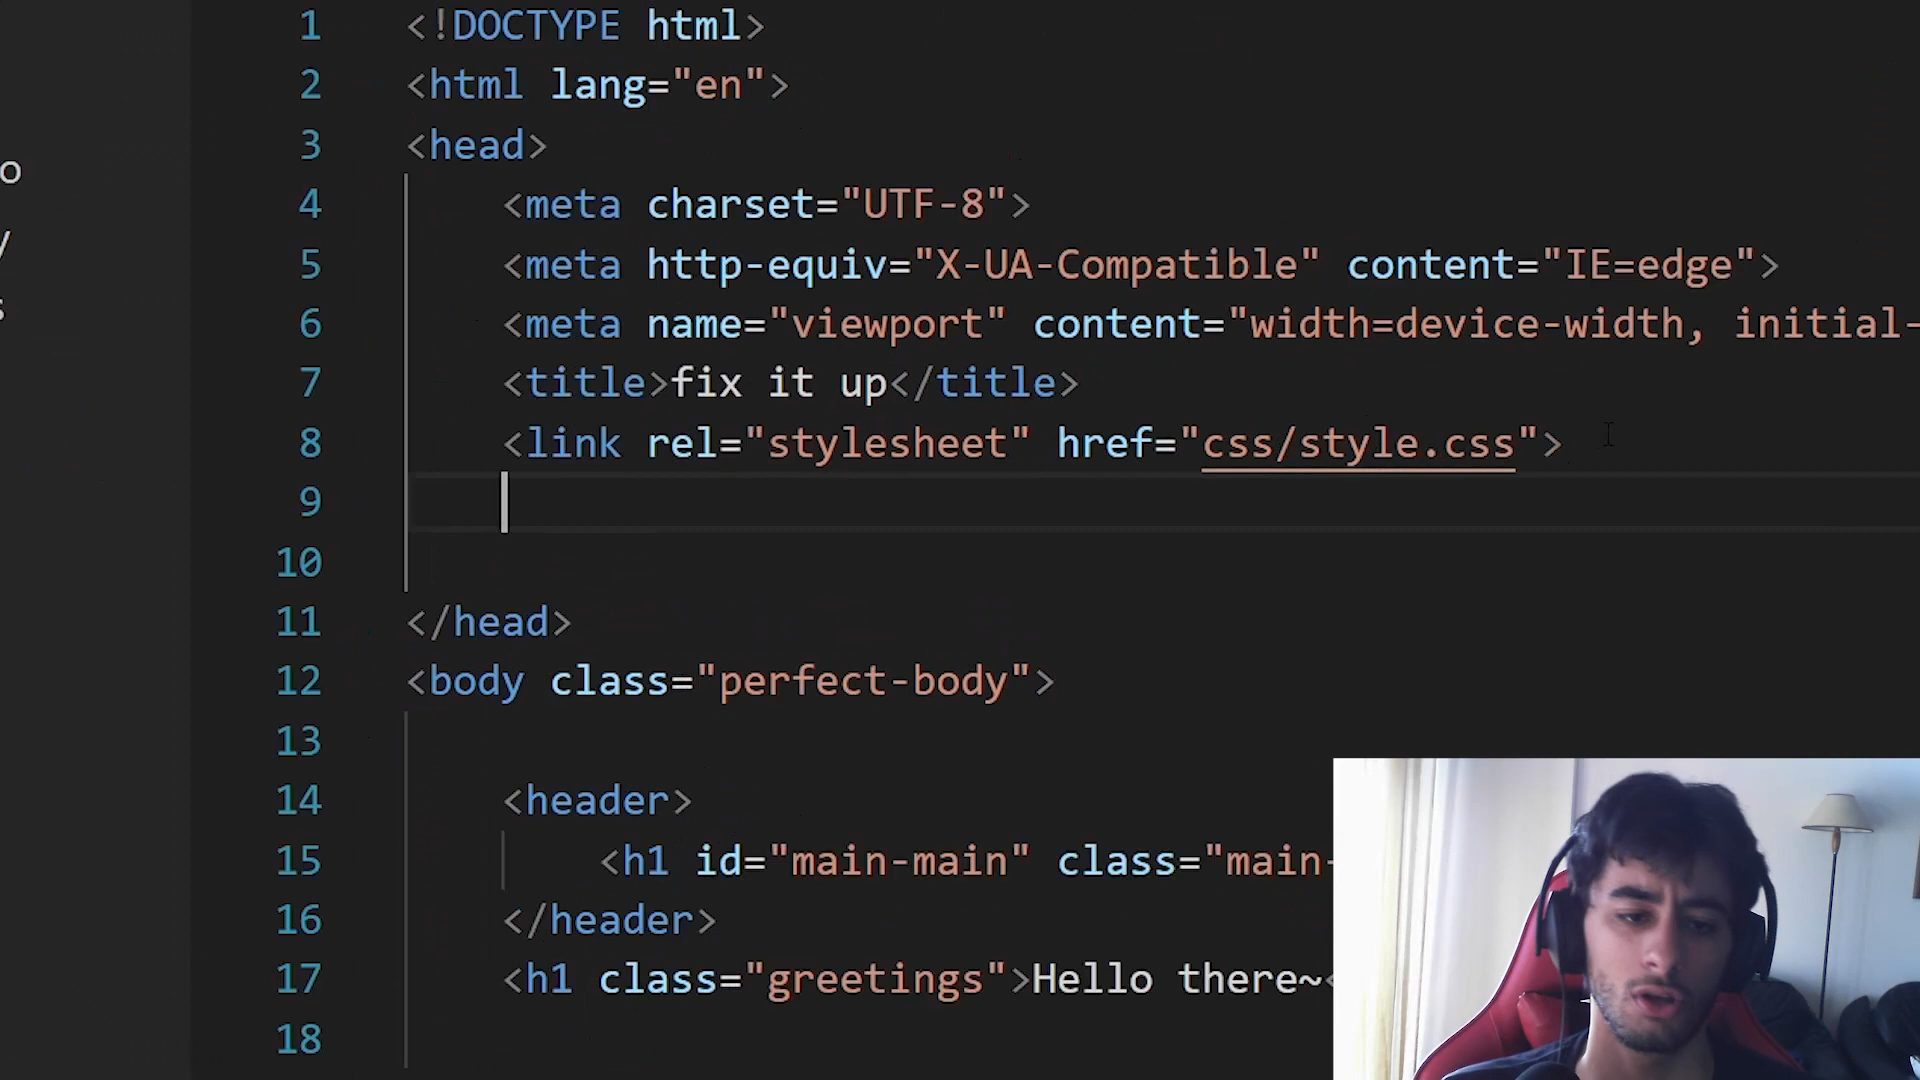 1 <!DOCTYPE html>
2 <html lang="en">
3 <head>
4 <meta charset="UTF-8">
5 <meta http-equiv="X-UA-Compatible" content="IE=edge">
6 <meta name="viewport" content="width=device-width, initial-
7 <title>fix it up</title>
8 <link rel="stylesheet" href="css/style.css">
9
10
11 </head>
12 <body class="perfect-body">
13
14 <header>
15 <h1 id="main-main" class="main-
16 </header>
17 <h1 class="greetings">Hello there~
18